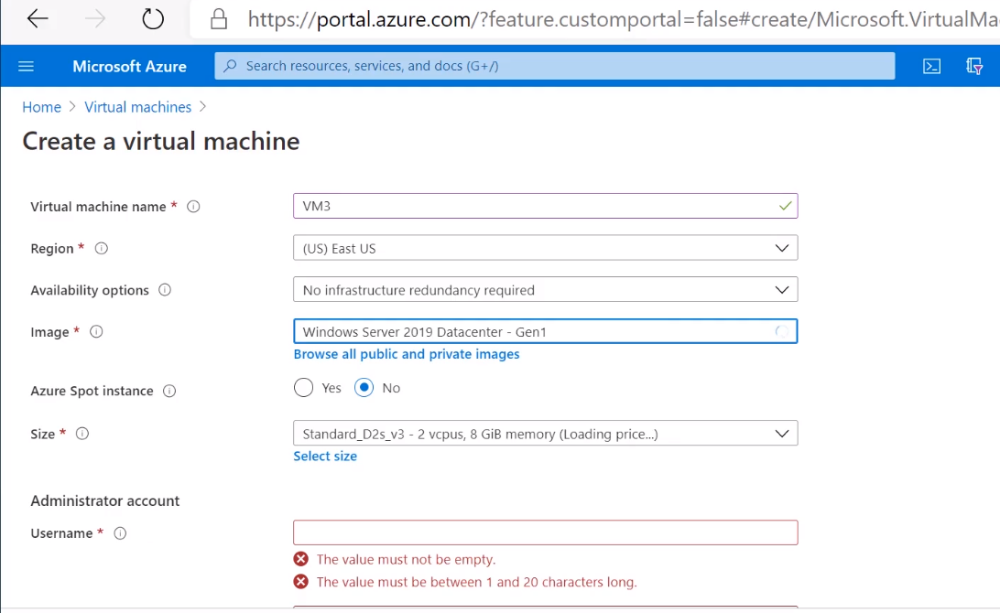 https://portal.azure.com/?feature.customportal=false#create/Microsoft.VirtualMa
Microsoft Azure
Search resources, services, and docs (G+/)
Home > Virtual machines >
Create a virtual machine
Virtual machine name *
VM3
Region *
(US) East US
Availability options
No infrastructure redundancy required
Image *
Windows Server 2019 Datacenter - Gen1
Browse all public and private images
Azure Spot instance
Yes No
Size *
Standard_D2s_v3 - 2 vcpus, 8 GiB memory (Loading price...)
Select size
Administrator account
Username *
The value must not be empty.
The value must be between 1 and 20 characters long.